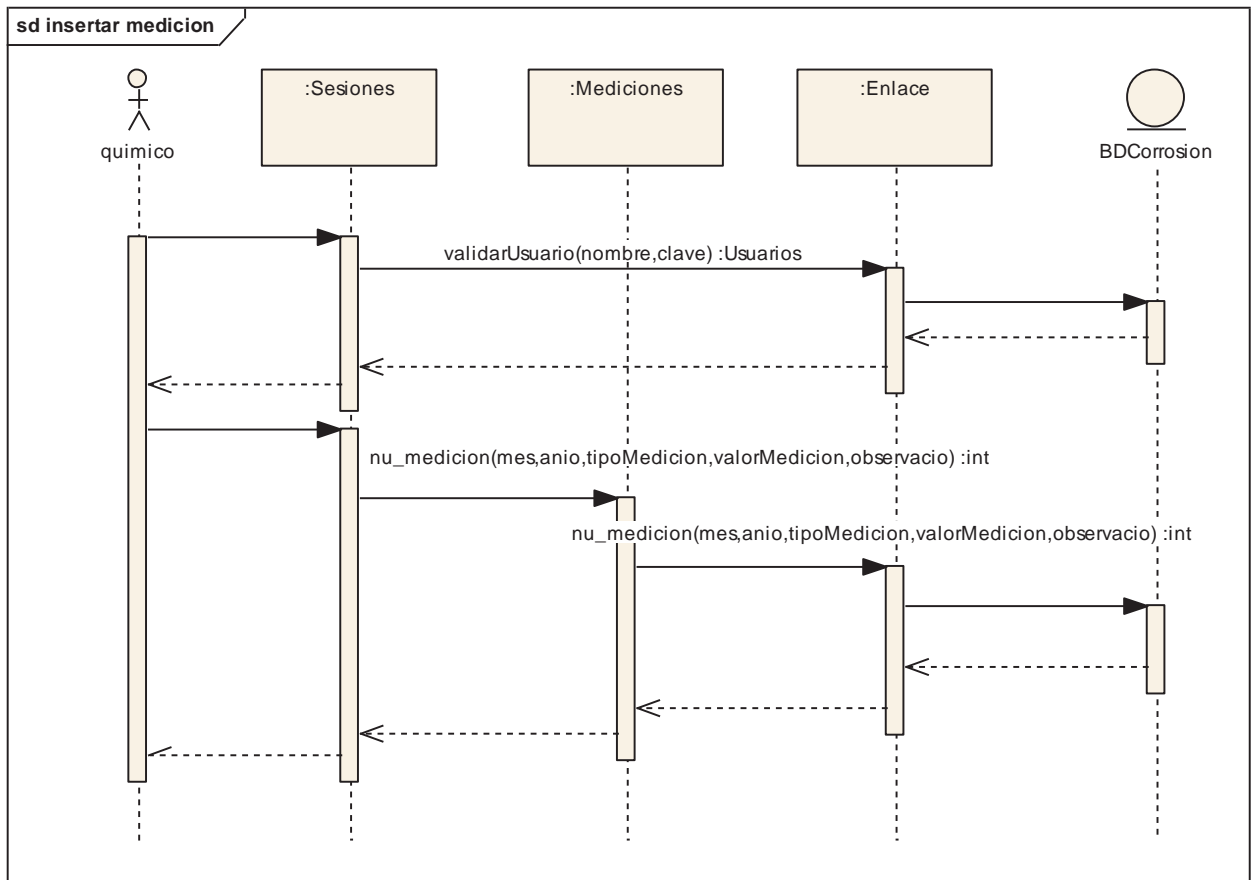 sd insertar medicion
quimico
:Sesiones
:Mediciones
:Enlace
BDCorrosion
validarUsuario(nombre,clave) :Usuarios
nu_medicion(mes,anio,tipoMedicion,valorMedicion,observacio) :int
nu_medicion(mes,anio,tipoMedicion,valorMedicion,observacio) :int